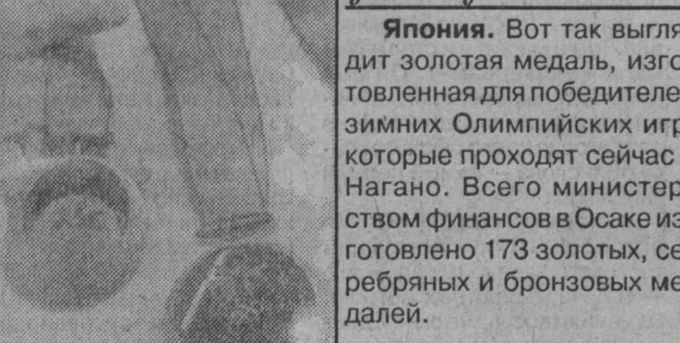 Япония. Вот так выгля
дит золотая медаль, изго
товленная для победителе
зимних Олимпийских игр
которые проходят сейчас
Нагано. Всего министер
ством финансов в Осаке из
готовлено 173 золотых, се
ребряных и бронзовых ме
далей.